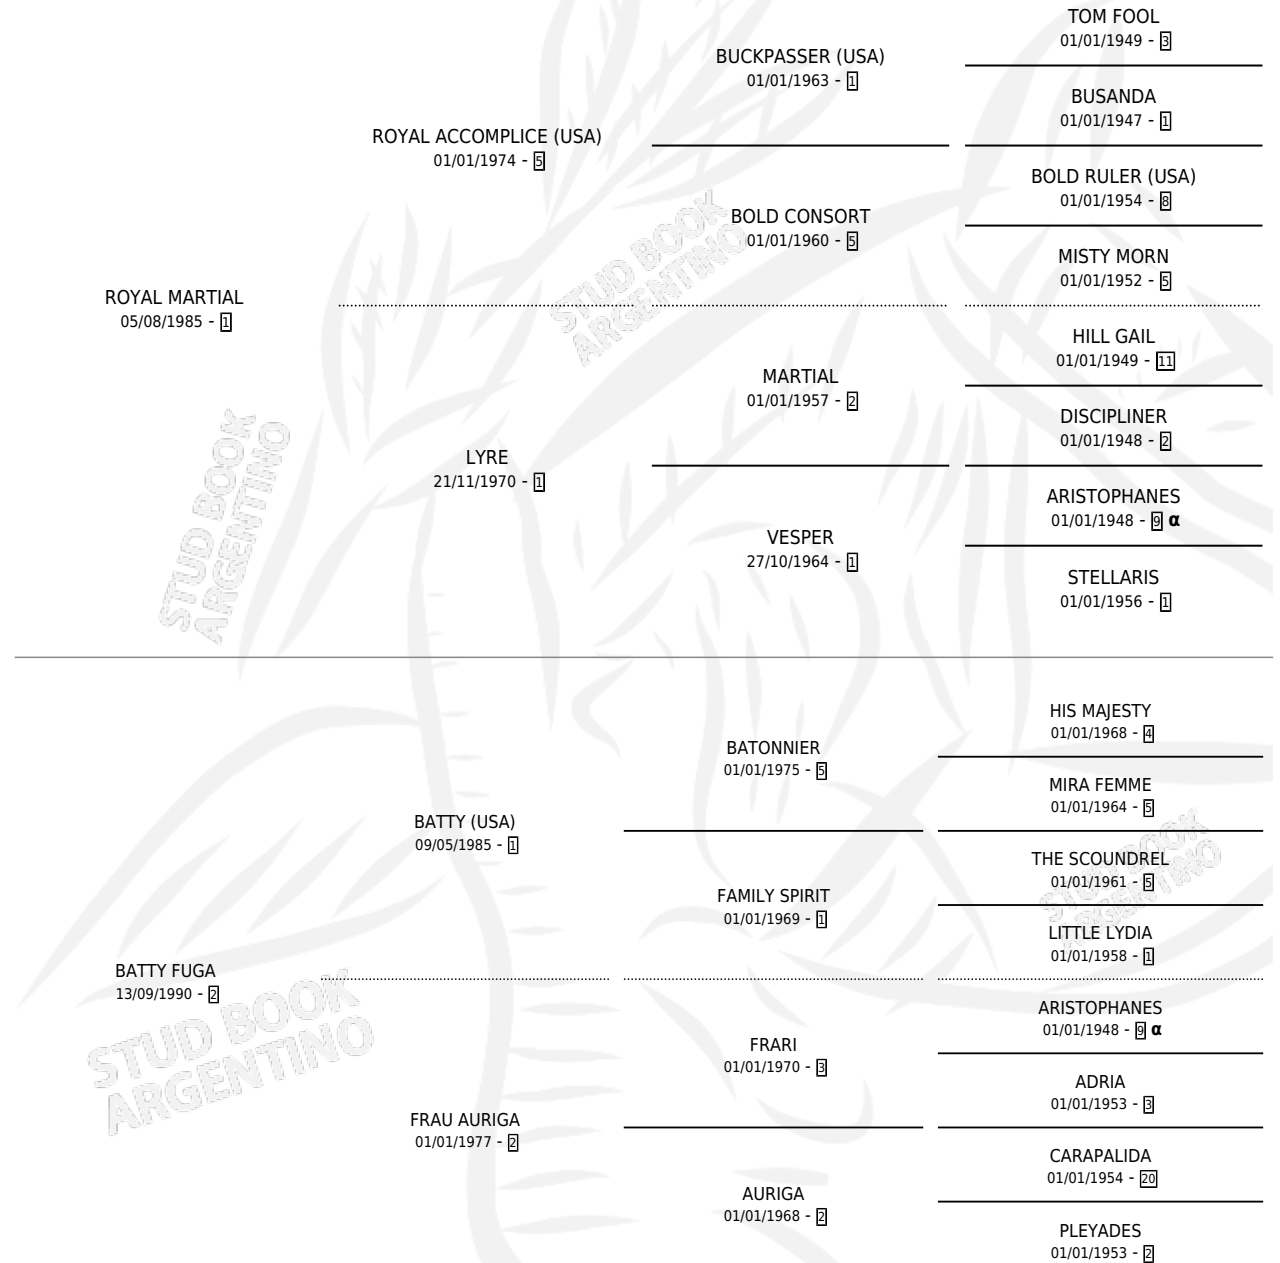 TOM FOOL
01/01/1949 - 3
BUCKPASSER (USA)
01/01/1963 - 1
BUSANDA
01/01/1947 - 1
ROYAL ACCOMPLICE (USA)
01/01/1974 - 5
BOLD RULER (USA)
01/01/1954 - 8
BOLD CONSORT
01/01/1960 - 5
MISTY MORN
01/01/1952 - 5
STUD BOOK
ARGENTINO
ROYAL MARTIAL
05/08/1985 - 1
HILL GAIL
01/01/1949 - 11
MARTIAL
01/01/1957 - 2
DISCIPLINER
01/01/1948 - 2
LYRE
21/11/1970 - 1
ARISTOPHANES
01/01/1948 - 9 α
VESPER
27/10/1964 - 1
STELLARIS
01/01/1956 - 1
STUD BOOK
ARGENTINO
HIS MAJESTY
01/01/1968 - 4
BATONNIER
01/01/1975 - 5
MIRA FEMME
01/01/1964 - 5
BATTY (USA)
09/05/1985 - 1
THE SCOUNDREL
01/01/1961 - 5
FAMILY SPIRIT
01/01/1969 - 1
LITTLE LYDIA
01/01/1958 - 1
STUD BOOK
ARGENTINO
BATTY FUGA
13/09/1990 - 2
ARISTOPHANES
01/01/1948 - 9 α
FRARI
01/01/1970 - 3
ADRIA
01/01/1953 - 3
FRAU AURIGA
01/01/1977 - 2
CARAPALIDA
01/01/1954 - 20
AURIGA
01/01/1968 - 2
PLEYADES
01/01/1953 - 2
STUD BOOK
ARGENTINO